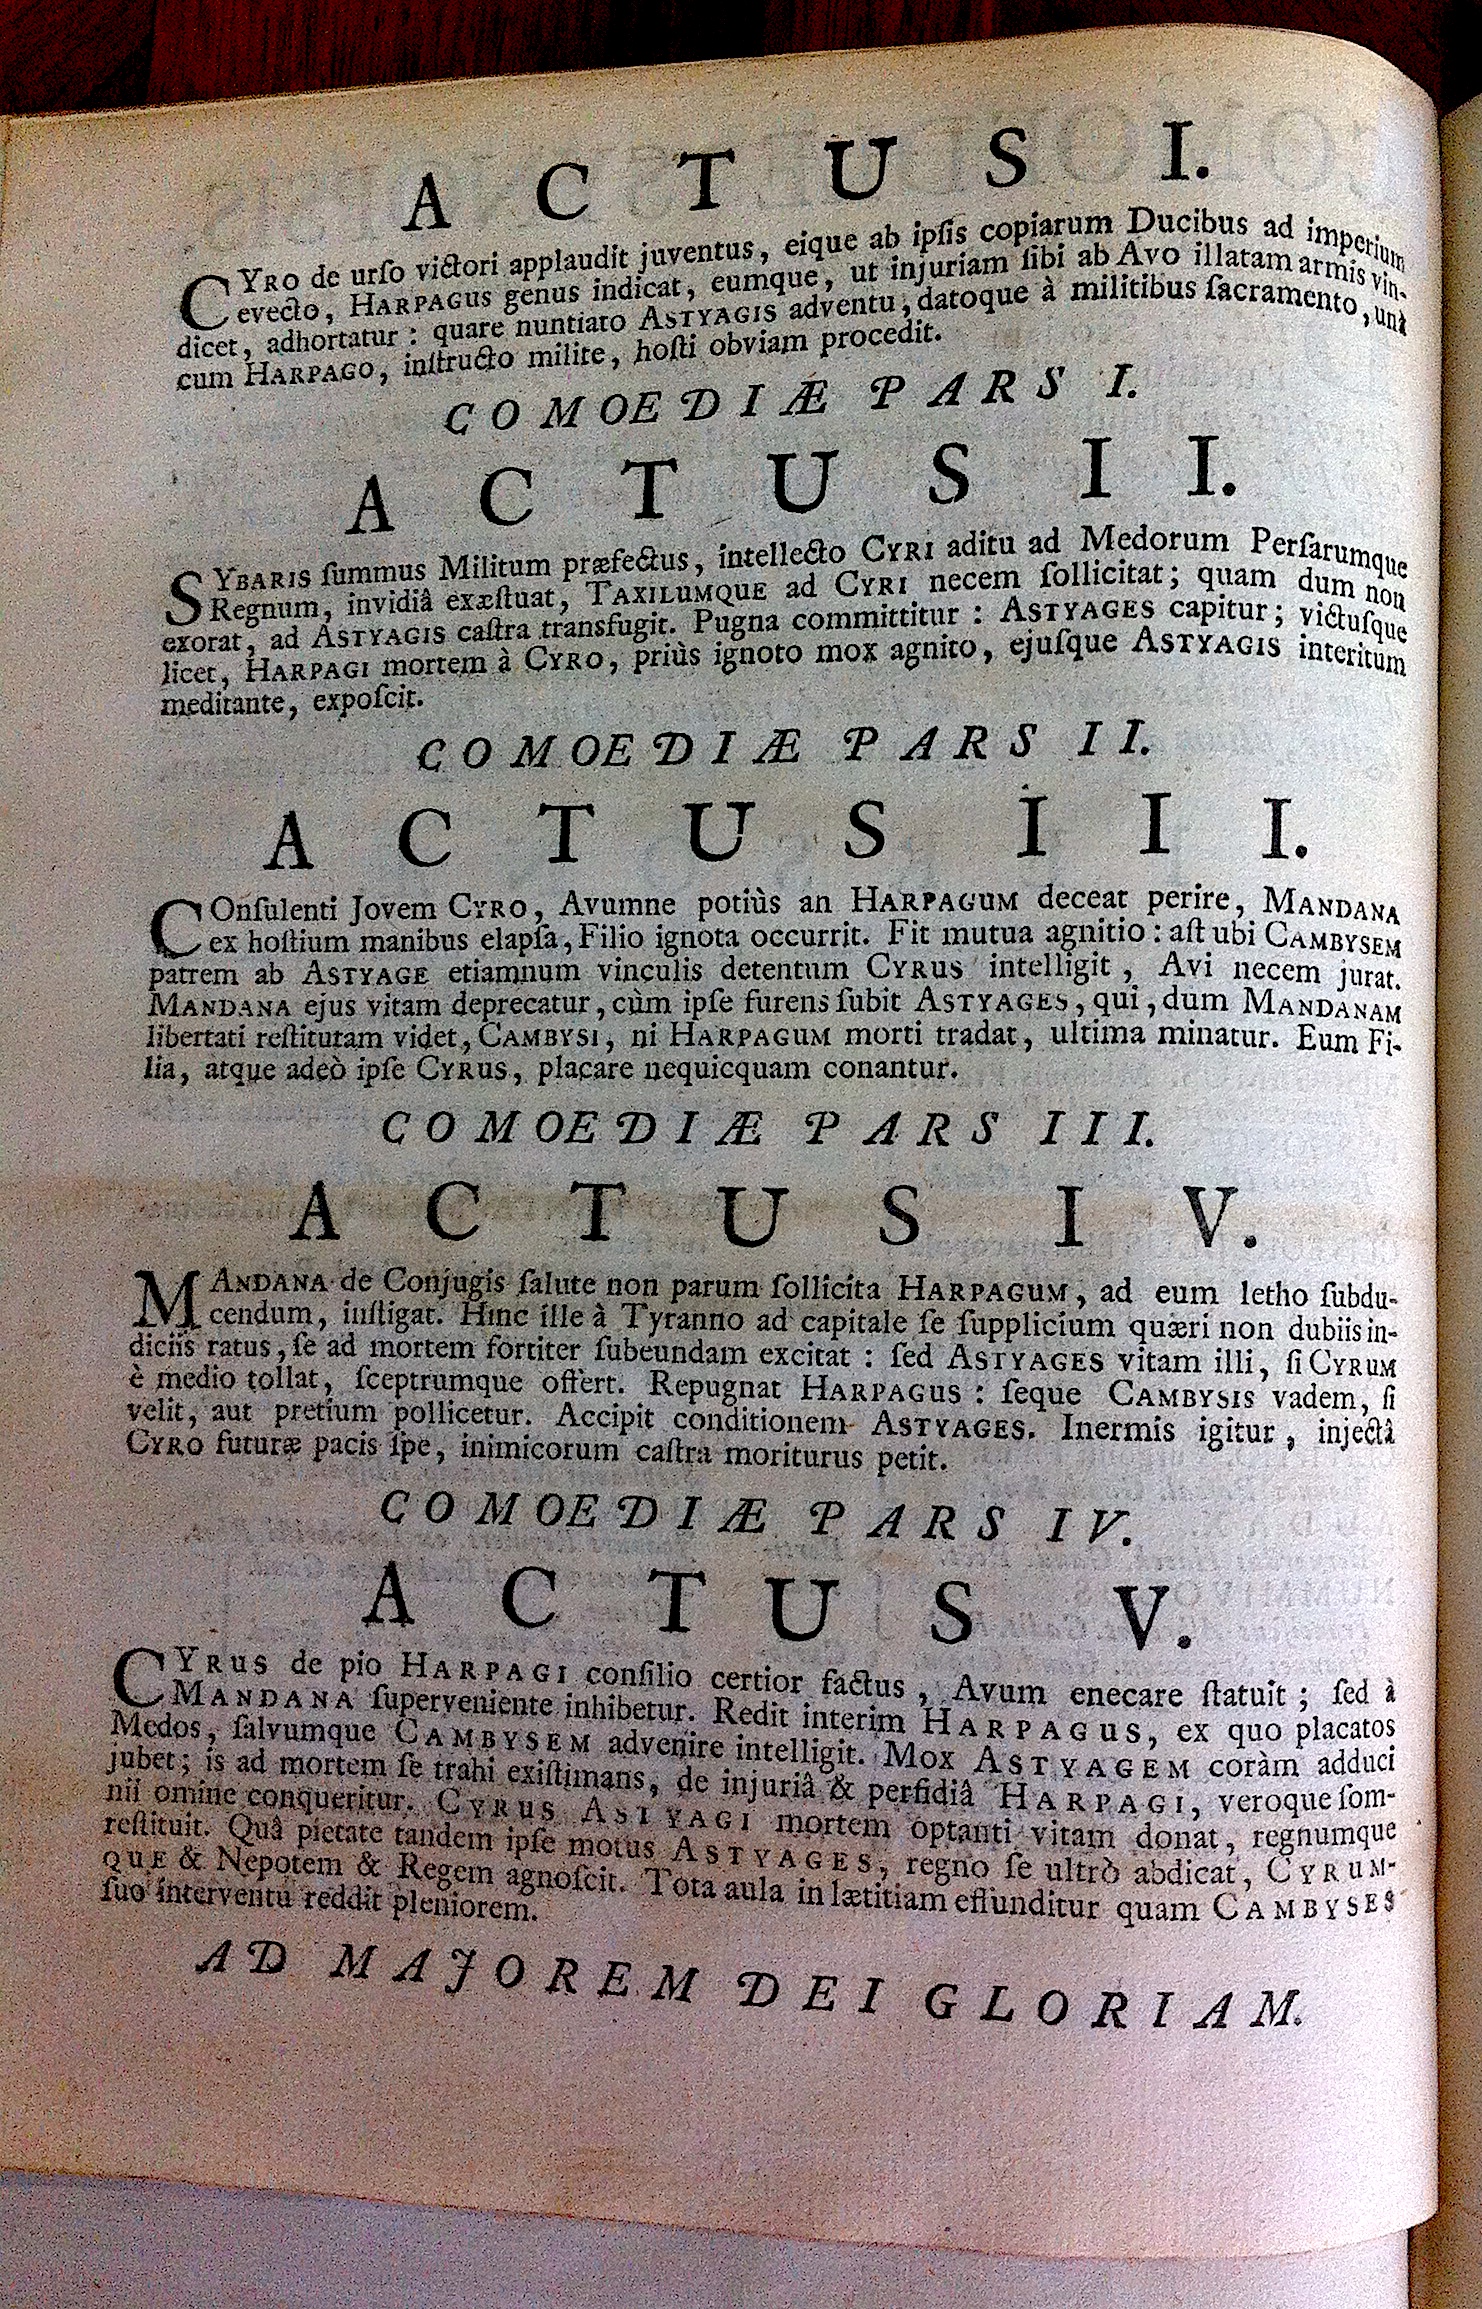 ACTUS I.
CYRO de urſo victori applaudit juventus, eique ab ipſis copiarum Ducibus ad imperium
evecto, HARPAGUS genus indicat, eumque, ut injuriam ſibi ab Avo illatam armis vin-
dicet, adhortatur : quare nuntiato ASTYAGIS adventu, datoque à militibus ſacramento, unà
cum HARPAGO, inſtructo milite, hoſti obviam procedit.
COMOEDIÆ PARS I.
ACTUS II.
SYBARIS ſummus Militum præfectus, intellecto CYRI aditu ad Medorum Perſarumque
Regnum, invidiâ exæſtuat, TAXILUMQUE ad CYRI necem ſollicitat; quam dum non
exorat, ad ASTYAGIS caſtra transfugit. Pugna committitur : ASTYAGES capitur; victuſque
licet, HARPAGI mortem à CYRO, priùs ignoto mox agnito, ejuſque ASTYAGIS interitum
meditante, expoſcit.
COMOEDIÆ PARS II.
ACTUS III.
COnſulenti Jovem CYRO, Avumne potiùs an HARPAGUM deceat perire, MANDANA
ex hoſtium manibus elapſa, Filio ignota occurrit. Fit mutua agnitio : aſt ubi CAMBYSEM
patrem ab ASTYAGE etiamnum vinculis detentum CYRUS intelligit, Avi necem jurat.
MANDANA ejus vitam deprecatur, cùm ipſe furens ſubit ASTYAGES, qui, dum MANDANAM
libertati reſtitutam videt, CAMBYSI, ni HARPAGUM morti tradat, ultima minatur. Eum Fi-
lia, atque adeò ipſe CYRUS, placare nequicquam conantur.
COMOEDIÆ PARS III.
ACTUS IV.
MANDANA de Conjugis ſalute non parum ſollicita HARPAGUM, ad eum letho ſubdu-
cendum, inſtigat. Hinc ille à Tyranno ad capitale ſe ſupplicium quæri non dubiis in-
diciis ratus, ſe ad mortem fortiter ſubeundam excitat : ſed ASTYAGES vitam illi, ſi CYRUM
è medio tollat, ſceptrumque offert. Repugnat HARPAGUS : ſeque CAMBYSIS vadem, ſi
velit, aut pretium pollicetur. Accipit conditionem ASTYAGES. Inermis igitur, injectâ
CYRO futuræ pacis ſpe, inimicorum caſtra moriturus petit.
COMOEDIÆ PARS IV.
ACTUS V.
CYRUS de pio HARPAGI conſilio certior factus, Avum enecare ſtatuit; ſed à
MANDANA ſuperveniente inhibetur. Redit interim HARPAGUS, ex quo placatos
Medos, ſalvumque CAMBYSEM advenire intelligit. Mox ASTYAGEM coràm adduci
jubet; is ad mortem ſe trahi exiſtimans, de injuriâ & perfidiâ HARPAGI, veroque ſom-
nii omine conqueritur. CYRUS ASTYAGI mortem optanti vitam donat, regnumque
reſtituit. Quâ pietate tandem ipſe motus ASTYAGES, regno ſe ultrò abdicat, CYRUM-
QUE & Nepotem & Regem agnoſcit. Tota aula in lætitiam effunditur quam CAMBYSES
ſuo interventu reddit pleniorem.
AD MAJOREM DEI GLORIAM.